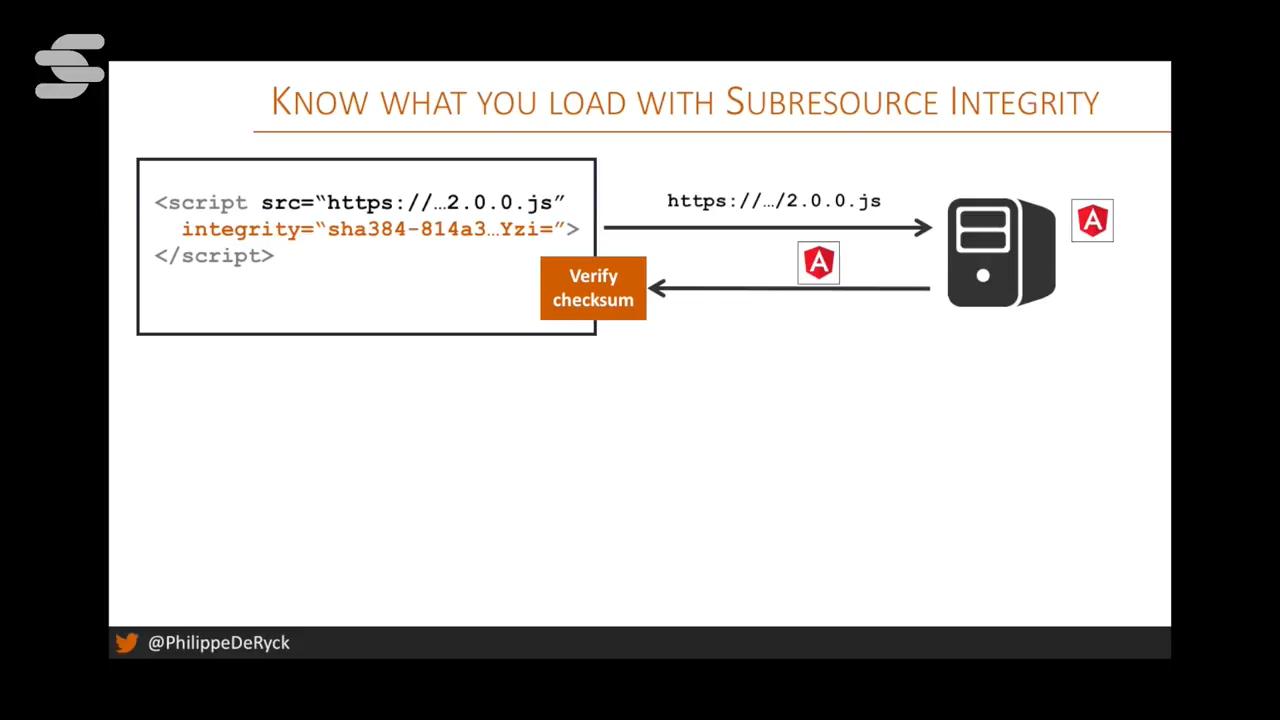 KNOW WHAT YOU LOAD WITH SUBRESOURCE INTEGRITY
<script src=“https://…2.0.0.js”
integrity=“sha384-814a3…Yzi=”>
</script>
https://…/2.0.0.js
A
A
Verify
checksum
@PhilippeDeRyck